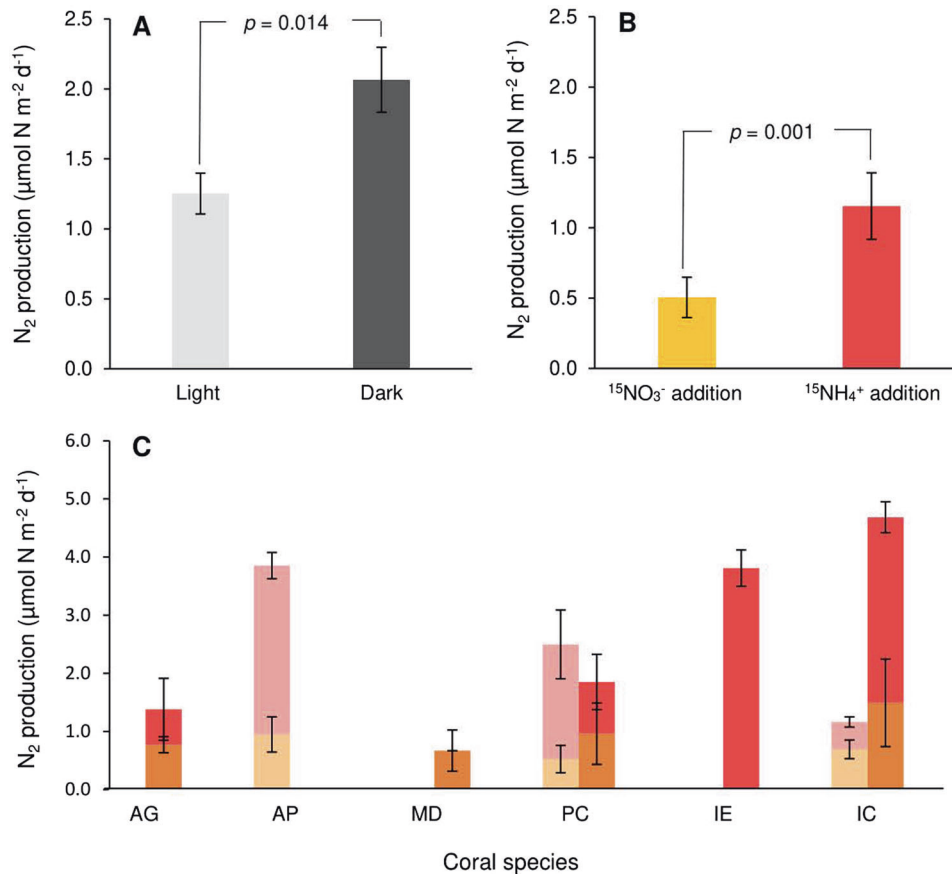 A
p = 0.014
N₂ production (µmol N m⁻² d⁻¹)
2.5
2.0
1.5
1.0
0.5
0.0
Light
Dark
B
p = 0.001
N₂ production (µmol N m⁻² d⁻¹)
2.5
2.0
1.5
1.0
0.5
0.0
¹⁵NO₃⁻ addition
¹⁵NH₄⁺ addition
C
N₂ production (µmol N m⁻² d⁻¹)
6.0
5.0
4.0
3.0
2.0
1.0
0.0
AG
AP
MD
PC
IE
IC
Coral species